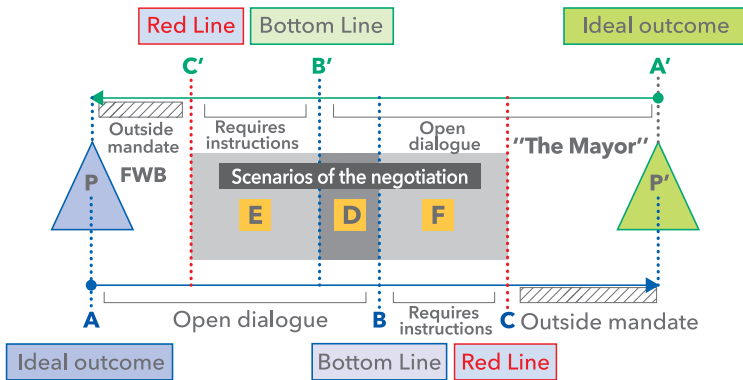 Red Line
Bottom Line
Ideal outcome
C'
B'
A'
Outside
mandate
Requires
instructions
Open
dialogue
"The Mayor"
P
FWB
Scenarios of the negotiation
P'
E
D
F
A
Open dialogue
B
Requires
instructions
C
Outside mandate
Ideal outcome
Bottom Line
Red Line